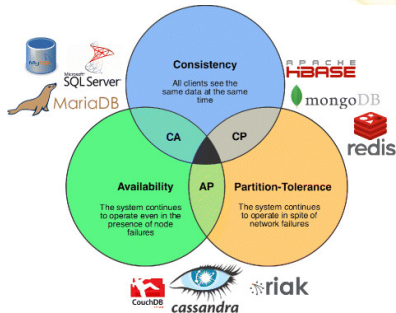 Consistency
All clients see the
same data at the same
time
MySQL
Microsoft
SQL Server
MariaDB
APACHE
HBASE
mongoDB
redis
CA
CP
AP
Availability
The system continues
to operate even in the
presence of node
failures
Partition-Tolerance
The system continues
to operate in spite of
network failures
CouchDB
cassandra
riak